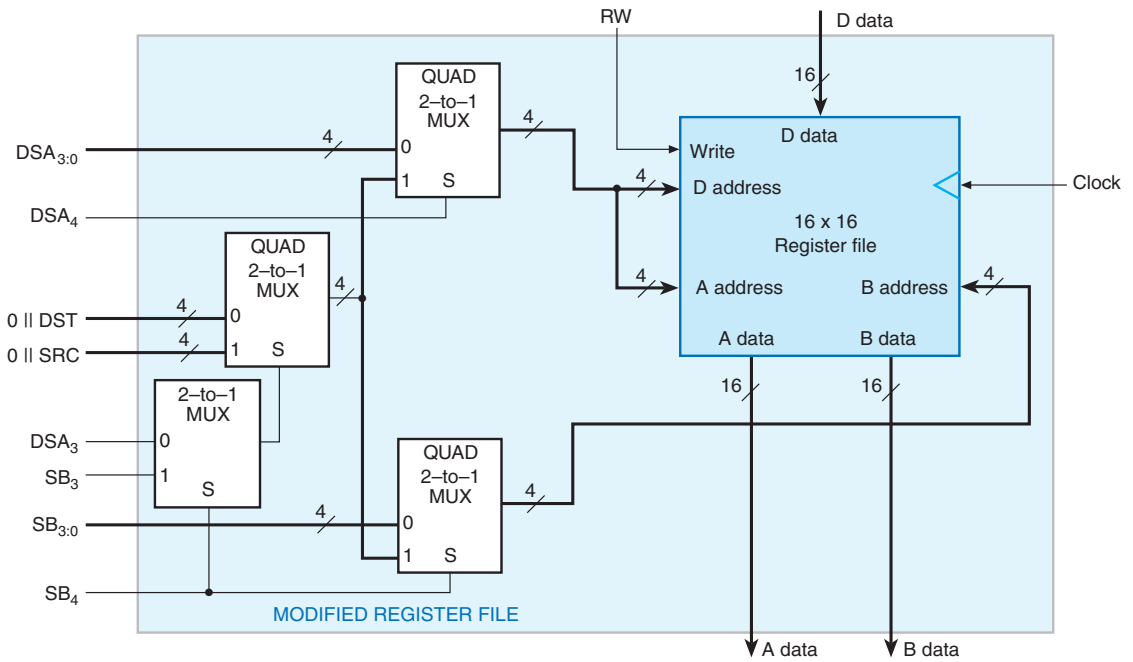 RW
D data
16
QUAD
2–to–1
MUX
4
DSA3:0
4
0
1
S
D data
Write
4
D address
Clock
DSA4
QUAD
2–to–1
MUX
4
16 x 16
Register file
4
A address
B address
4
0 || DST
4
0
0 || SRC
4
1
S
A data
B data
2–to–1
MUX
16
16
DSA3
0
SB3
1
S
QUAD
2–to–1
MUX
4
SB3:0
4
0
1
S
SB4
MODIFIED REGISTER FILE
A data
B data